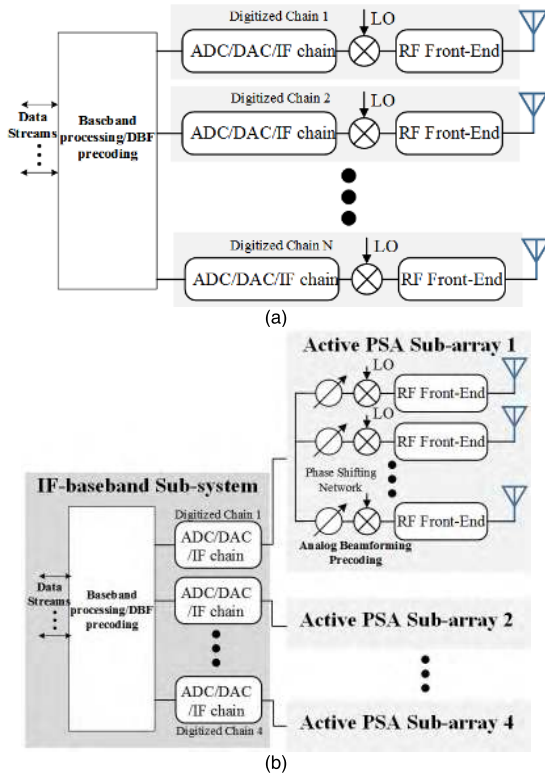 Digitized Chain 1
LO
ADC/DAC/IF chain
RF Front-End
Digitized Chain 2
LO
ADC/DAC/IF chain
RF Front-End
Data
Streams
Baseband
processing/DBF
precoding
Digitized Chain N
LO
ADC/DAC/IF chain
RF Front-End
(a)
Active PSA Sub-array 1
LO
RF Front-End
LO
RF Front-End
Phase Shifting
Network
RF Front-End
Analog Beamforming
Precoding
IF-baseband Sub-system
Digitized Chain 1
ADC/DAC
/IF chain
Data
Streams
Baseband
processing/DBF
precoding
ADC/DAC
/IF chain
Active PSA Sub-array 2
ADC/DAC
/IF chain
Digitized Chain 4
Active PSA Sub-array 4
(b)